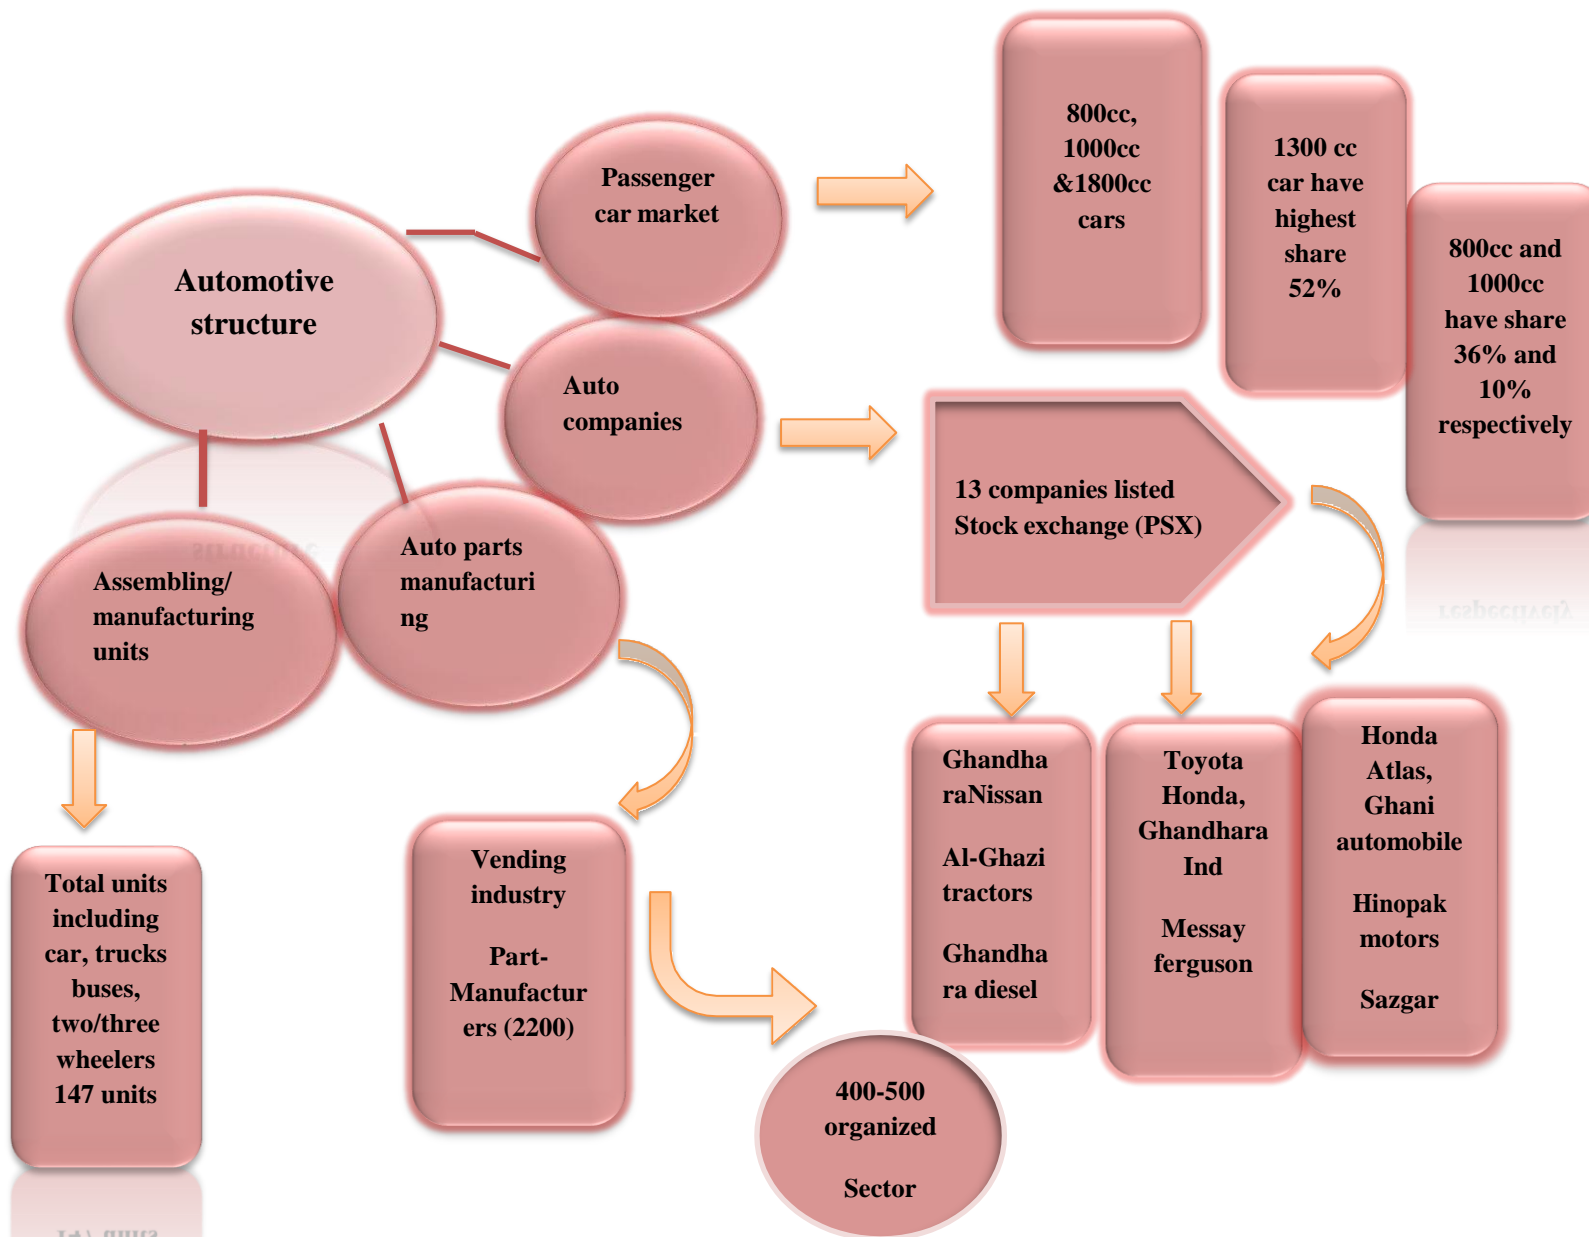 Automotive
structure
Passenger
car market
800cc,
1000cc
&1800cc
cars
1300 cc
car have
highest
share
52%
800cc and
1000cc
have share
36% and
10%
respectively
Auto
companies
13 companies listed
Stock exchange (PSX)
Ghandha
raNissan
Al-Ghazi
tractors
Ghandha
ra diesel
Toyota
Honda,
Ghandhara
Ind
Messay
ferguson
Honda
Atlas,
Ghani
automobile
Hinopak
motors
Sazgar
Auto parts
manufacturi
ng
Vending
industry
Part-
Manufactur
ers (2200)
400-500
organized
Sector
Assembling/
manufacturing
units
Total units
including
car, trucks
buses,
two/three
wheelers
147 units